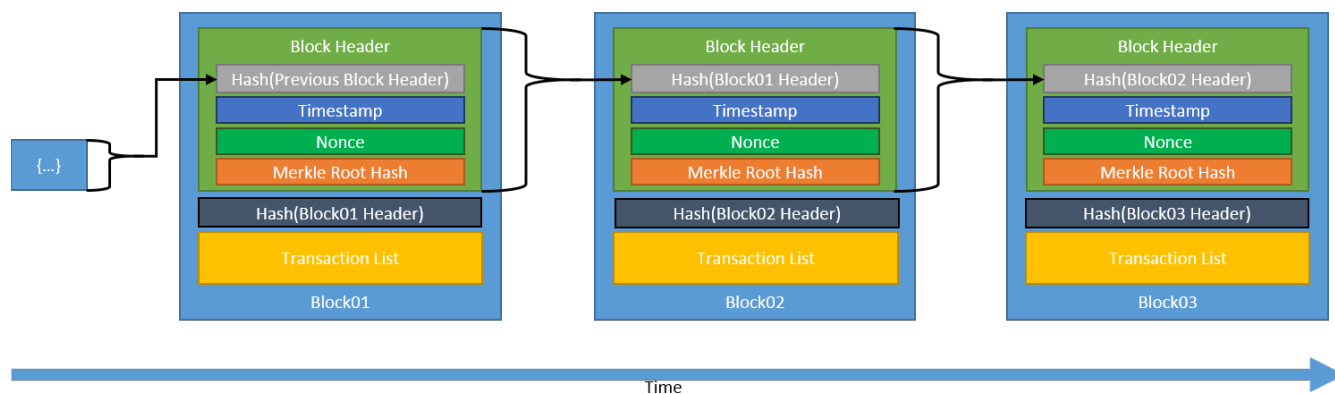 {...}
Block Header
Hash(Previous Block Header)
Timestamp
Nonce
Merkle Root Hash
Hash(Block01 Header)
Transaction List
Block01
Block Header
Hash(Block01 Header)
Timestamp
Nonce
Merkle Root Hash
Hash(Block02 Header)
Transaction List
Block02
Block Header
Hash(Block02 Header)
Timestamp
Nonce
Merkle Root Hash
Hash(Block03 Header)
Transaction List
Block03
Time